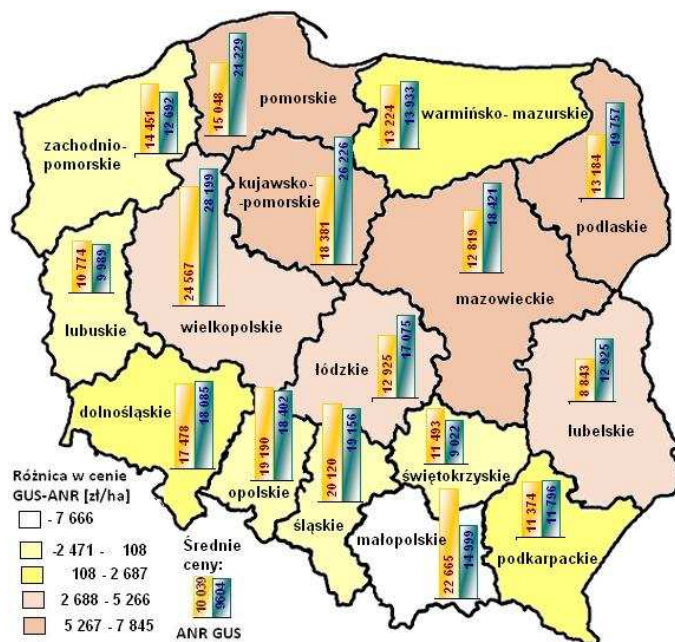 pomorskie
15 048
21 229
warmińsko- mazurskie
13 224
13 933
zachodnio-
pomorskie
14 451
12 692
kujawsko-
-pomorskie
18 381
26 226
podlaskie
13 184
19 757
mazowieckie
12 819
18 421
wielkopolskie
24 567
28 199
lubuskie
10 774
9 989
łódzkie
12 925
17 075
lubelskie
8 843
12 925
dolnośląskie
17 478
18 085
opolskie
19 190
18 402
śląskie
20 120
19 156
świętokrzyskie
11 493
9 022
małopolskie
22 665
14 999
podkarpackie
11 374
11 796
Różnica w cenie
GUS-ANR [zł/ha]
- 7 666
-2 471 - 108
108 - 2 687
2 688 - 5 266
5 267 - 7 845
Średnie
ceny:
10 039
9604
ANR GUS